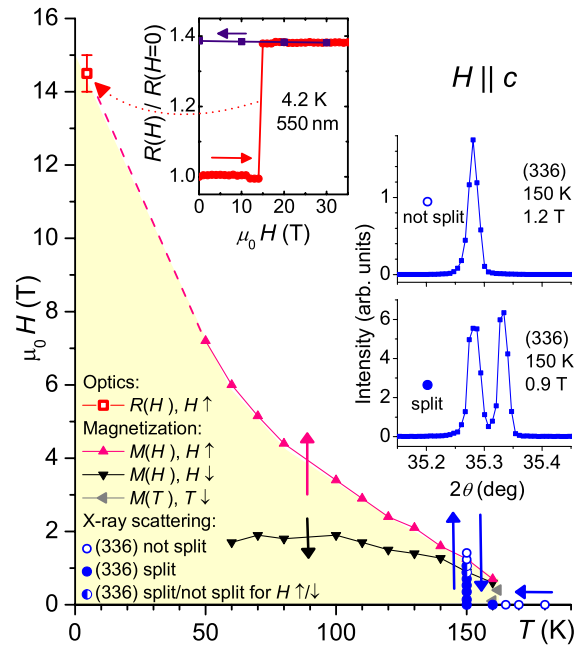 μ₀ H (T)
16
14
12
10
8
6
4
2
0
0
50
100
150
T (K)
R(H) / R(H=0)
1.4
1.2
1.0
0
10
20
30
μ₀ H (T)
4.2 K
550 nm
H || c
Intensity (arb. units)
1
0
not split
(336)
150 K
1.2 T
6
4
2
0
split
(336)
150 K
0.9 T
35.2
35.3
35.4
2θ (deg)
Optics:
R(H), H↑
Magnetization:
M(H), H↑
M(H), H↓
M(T), T↓
X-ray scattering:
(336) not split
(336) split
(336) split/not split for H↑/↓